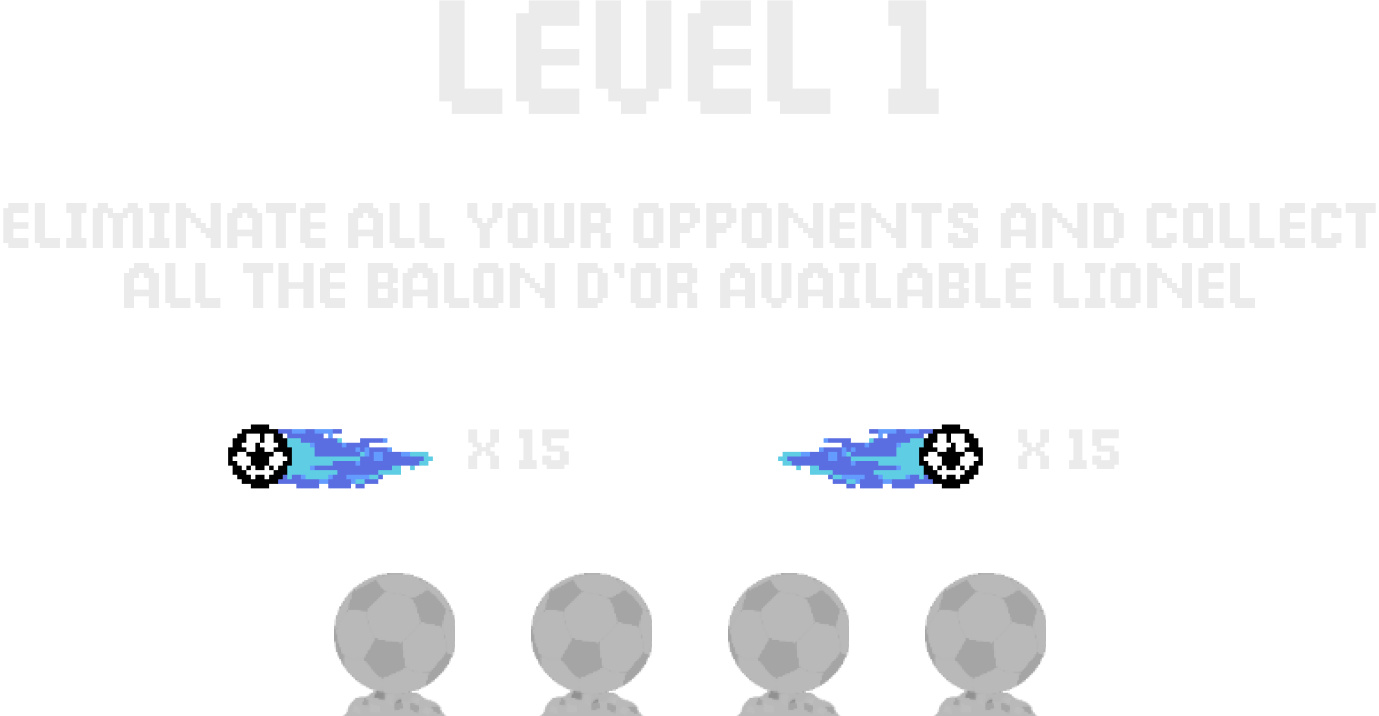 LEVEL 1
ELIMINATE ALL YOUR OPPONENTS AND COLLECT
ALL THE BALON D'OR AVAILABLE LIONEL
X 15 X 15